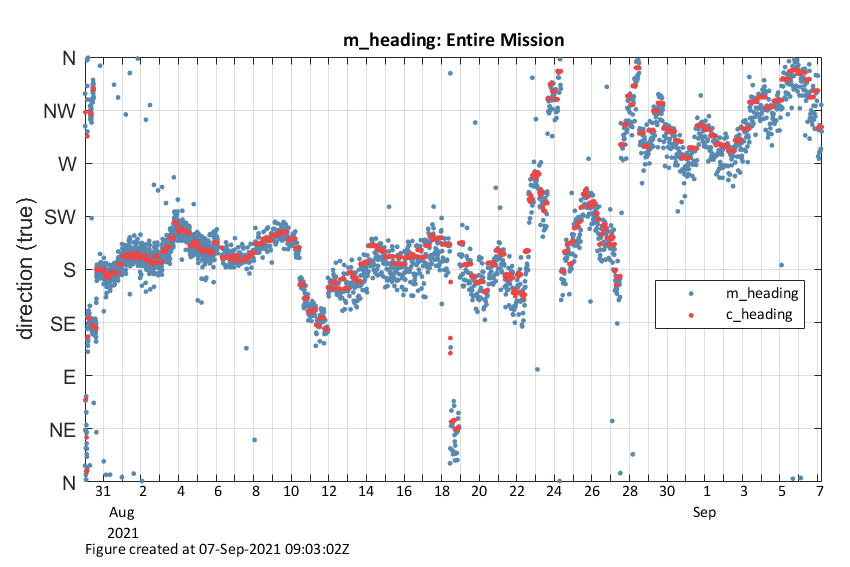 m_heading: Entire Mission
direction (true)
N
NW
W
SW
S
SE
E
NE
N
m_heading
c_heading
31 2 4 6 8 10 12 14 16 18 20 22 24 26 28 30 1 3 5 7
Aug Sep
2021
Figure created at 07-Sep-2021 09:03:02Z